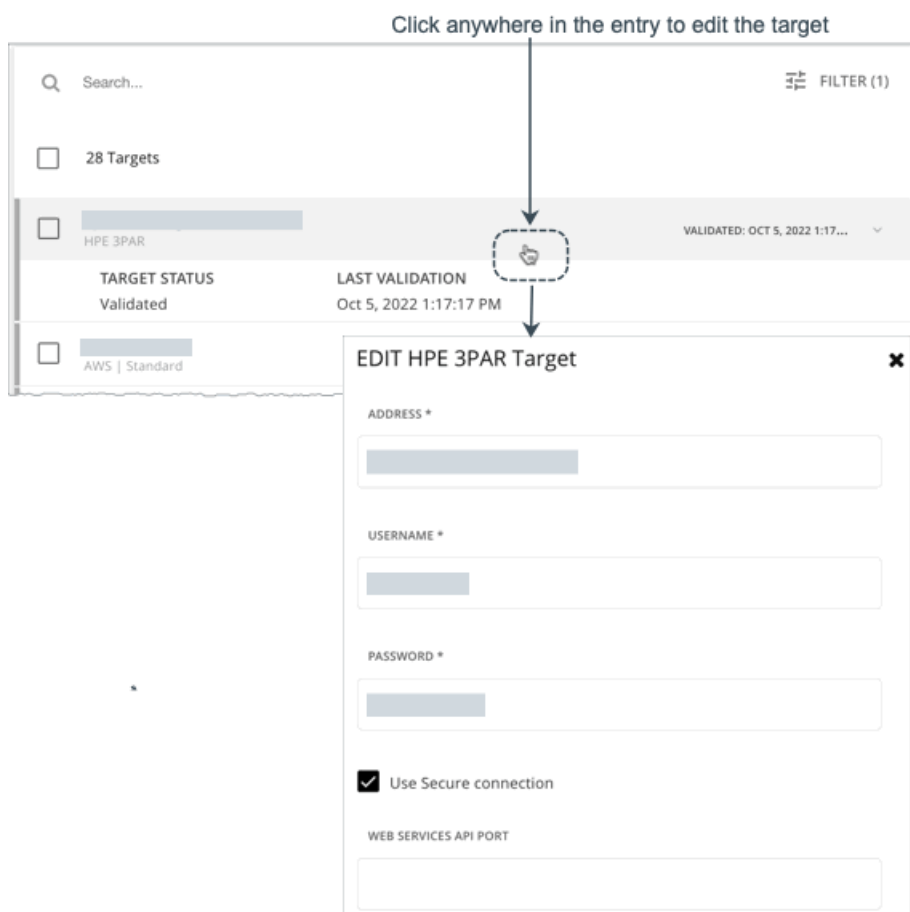 Click anywhere in the entry to edit the target
Search...
FILTER (1)
28 Targets
HPE 3PAR
VALIDATED: OCT 5, 2022 1:17...
TARGET STATUS
LAST VALIDATION
Validated
Oct 5, 2022 1:17:17 PM
AWS | Standard
EDIT HPE 3PAR Target
ADDRESS *
USERNAME *
PASSWORD *
Use Secure connection
WEB SERVICES API PORT